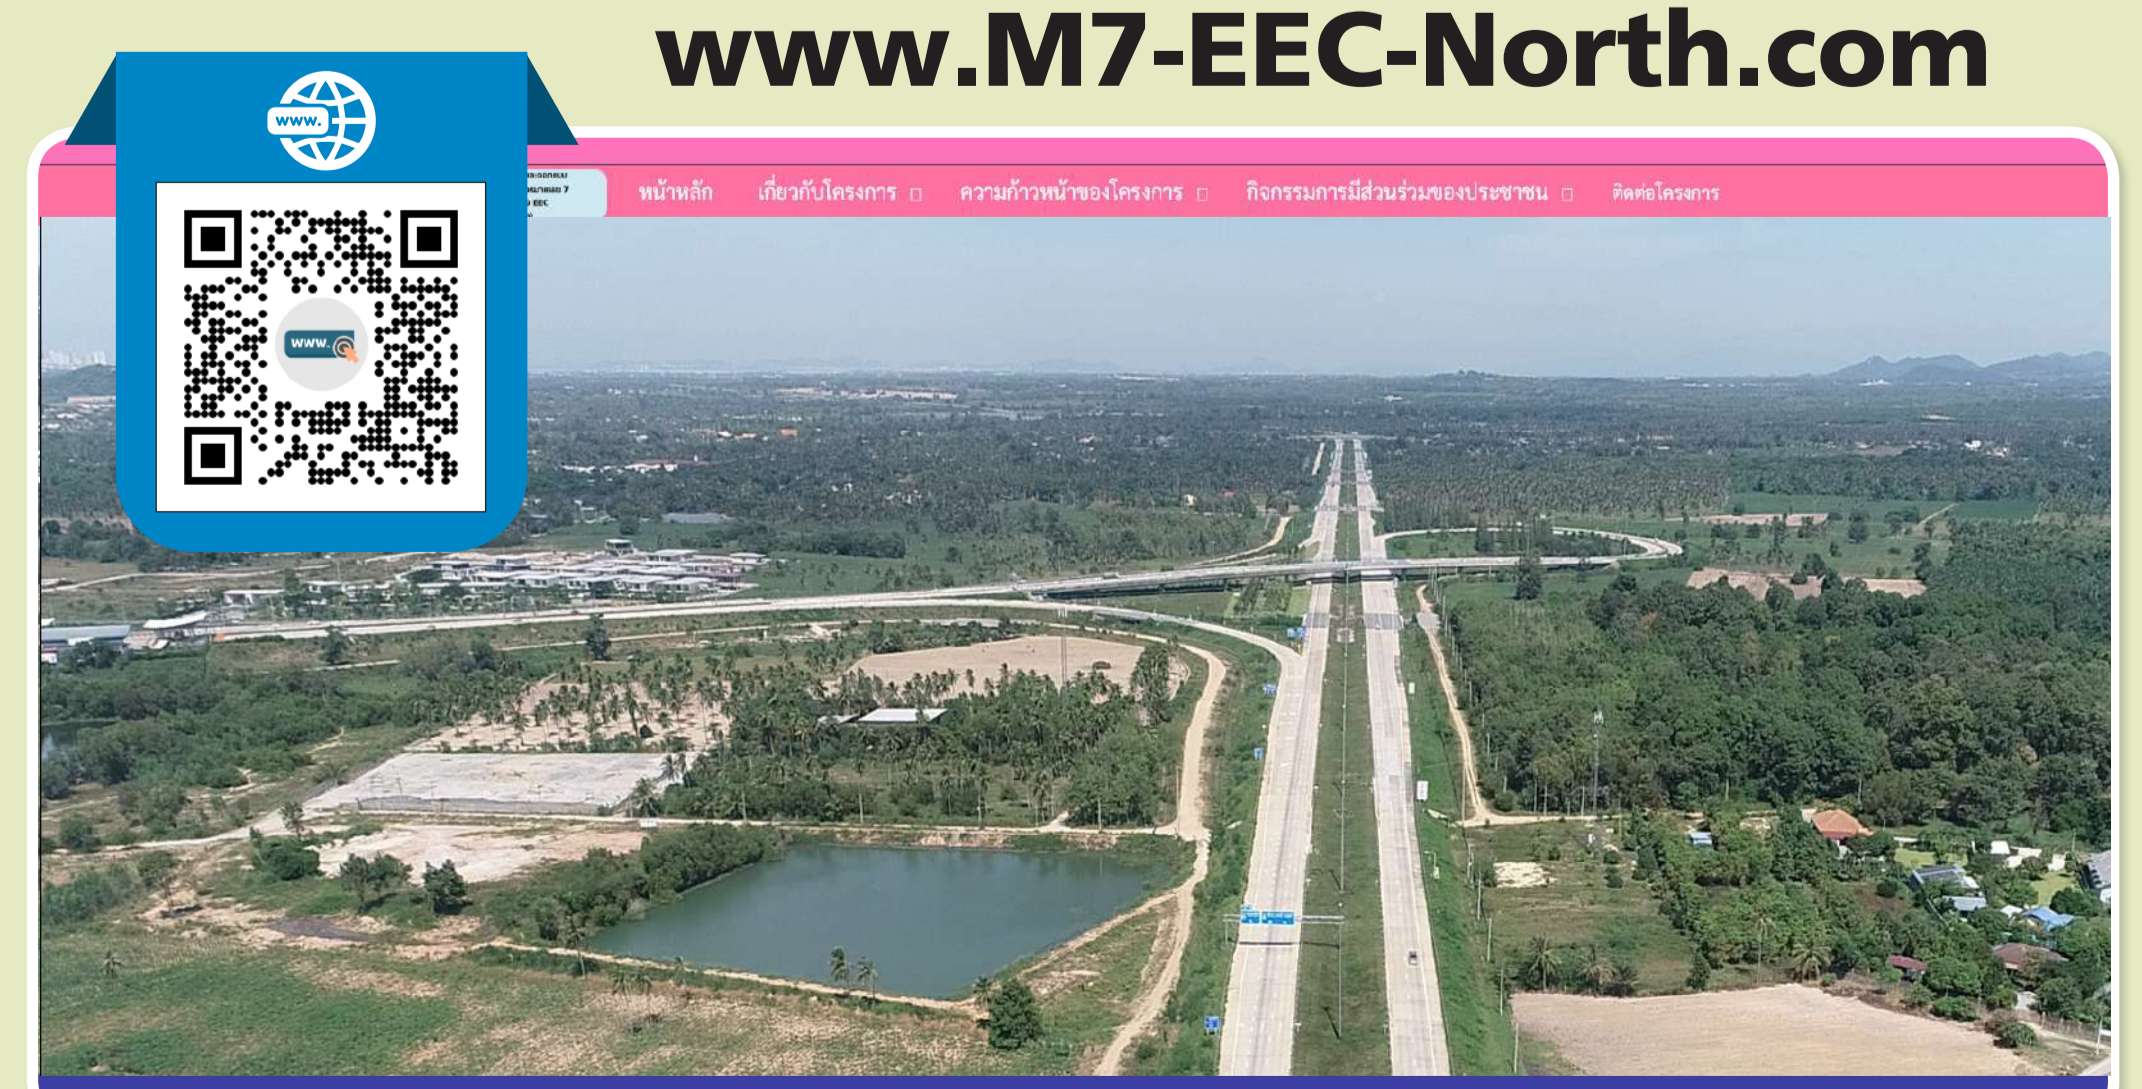 www.M7-EEC-North.com
www.
หน้าหลัก เกี่ยวกับโครงการ ความก้าวหน้าของโครงการ กิจกรรมการมีส่วนร่วมของประชาชน ติดต่อโครงการ
7
EEC
www.